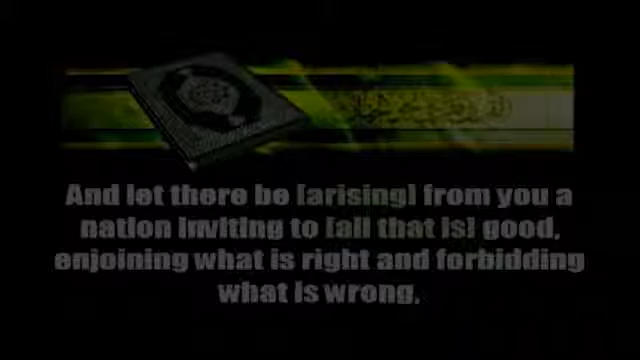 And let there be [arising] from you a
nation inviting to [all that is] good,
enjoining what is right and forbidding
what is wrong,